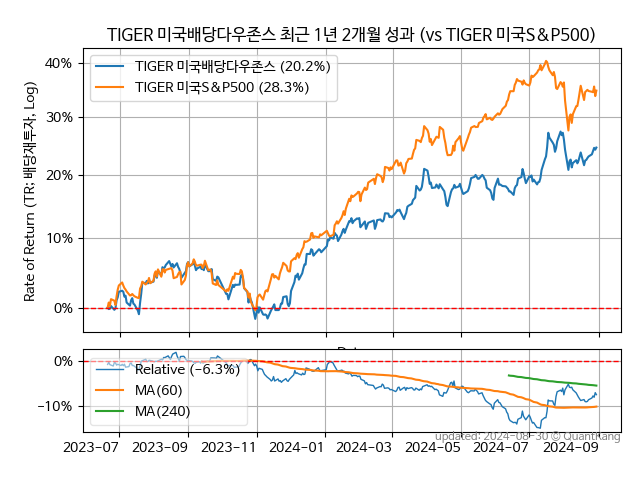 TIGER 미국배당다우존스 최근 1년 2개월 성과 (vs TIGER 미국S&P500)
Rate of Return (TR: 배당재투자, Log)
40%
30%
20%
10%
0%
TIGER 미국배당다우존스 (20.2%)
TIGER 미국S&P500 (28.3%)
0%
−10%
Relative (−6.3%)
MA(60)
MA(240)
updated: 2024-08-30 © QuantKang
2023−07
2023−09
2023−11
2024−01
2024−03
2024−05
2024−07
2024−09